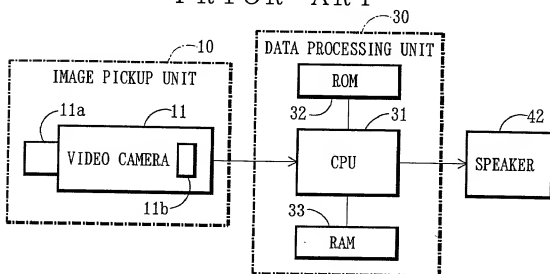 PRIOR ART
10
IMAGE PICKUP UNIT
11a
11
VIDEO CAMERA
11b
30
DATA PROCESSING UNIT
ROM
32
31
CPU
33
RAM
42
SPEAKER